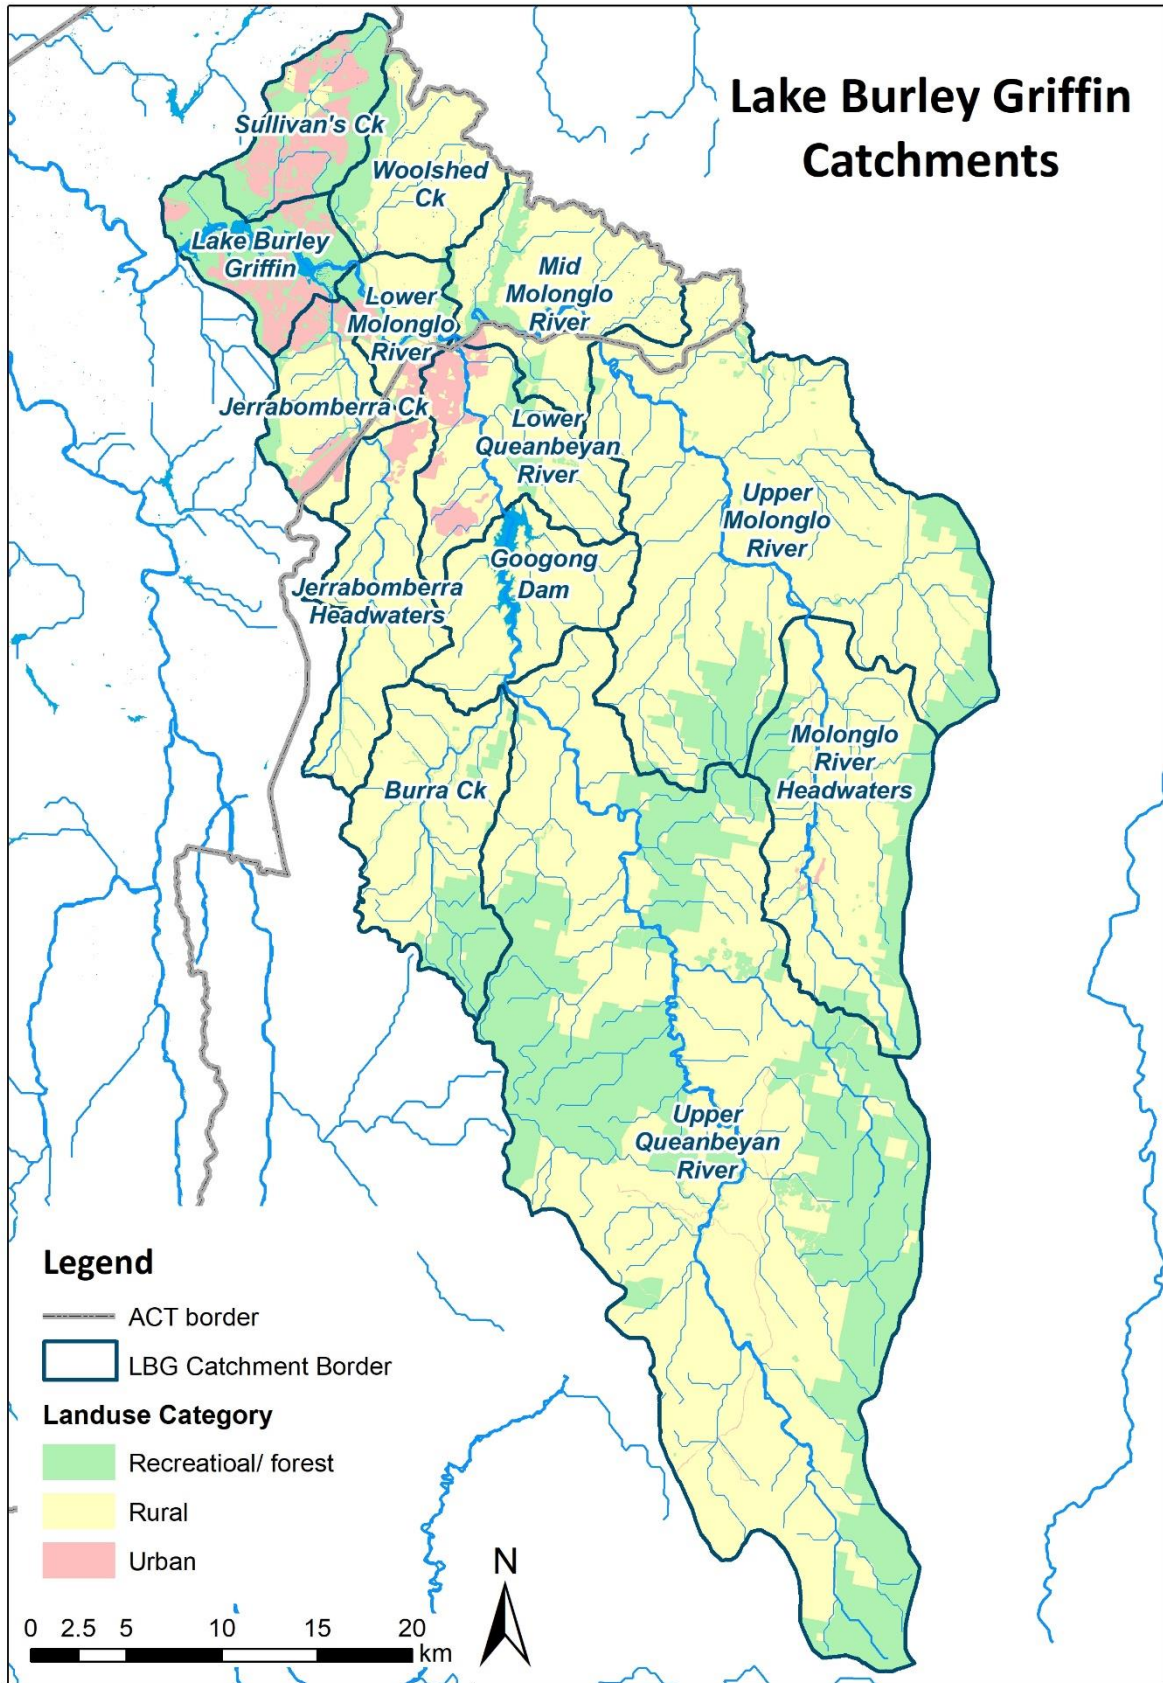 Lake Burley Griffin
Catchments
Sullivan's Ck
Woolshed
Ck
Lake Burley
Griffin
Mid
Molonglo
River
Lower
Molonglo
River
Jerrabomberra Ck
Lower
Queanbeyan
River
Upper
Molonglo
River
Googong
Dam
Jerrabomberra
Headwaters
Molonglo
River
Headwaters
Burra Ck
Upper
Queanbeyan
River
Legend
ACT border
LBG Catchment Border
Landuse Category
Recreatioal/ forest
Rural
Urban
N
0 2.5 5 10 15 20
km